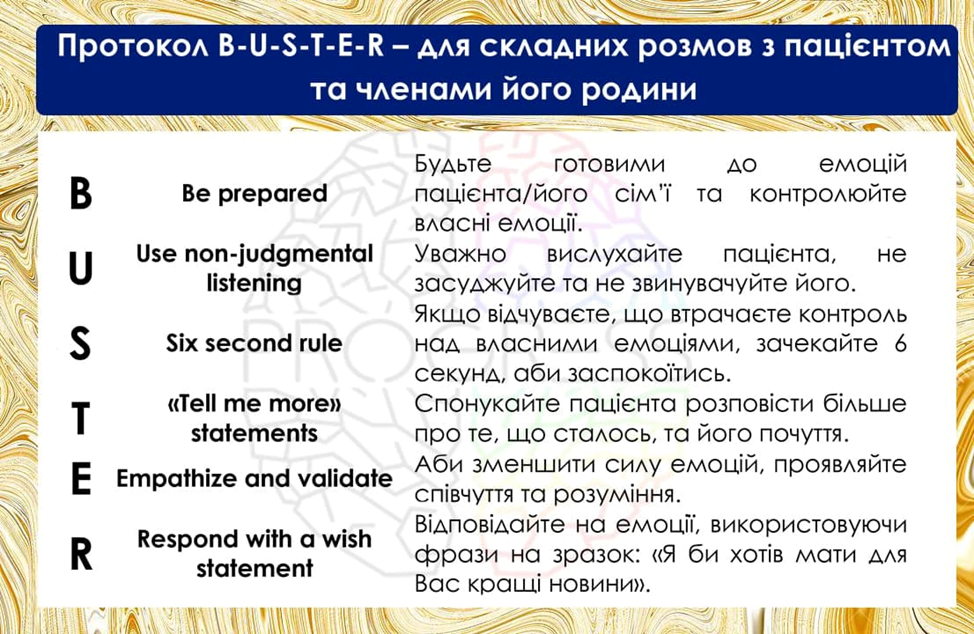 Протокол B-U-S-T-E-R – для складних розмов з пацієнтом
та членами його родини
B
Be prepared
Будьте готовими до емоцій
пацієнта/його сім’ї та контролюйте
власні емоції.
U
Use non-judgmental
listening
Уважно вислухайте пацієнта, не
засуджуйте та не звинувачуйте його.
S
Six second rule
Якщо відчуваєте, що втрачаєте контроль
над власними емоціями, зачекайте 6
секунд, аби заспокоїтись.
T
«Tell me more»
statements
Спонукайте пацієнта розповісти більше
про те, що сталось, та його почуття.
E
Empathize and validate
Аби зменшити силу емоцій, проявляйте
співчуття та розуміння.
R
Respond with a wish
statement
Відповідайте на емоції, використовуючи
фрази на зразок: «Я би хотів мати для
Вас кращі новини».
PROGRESS